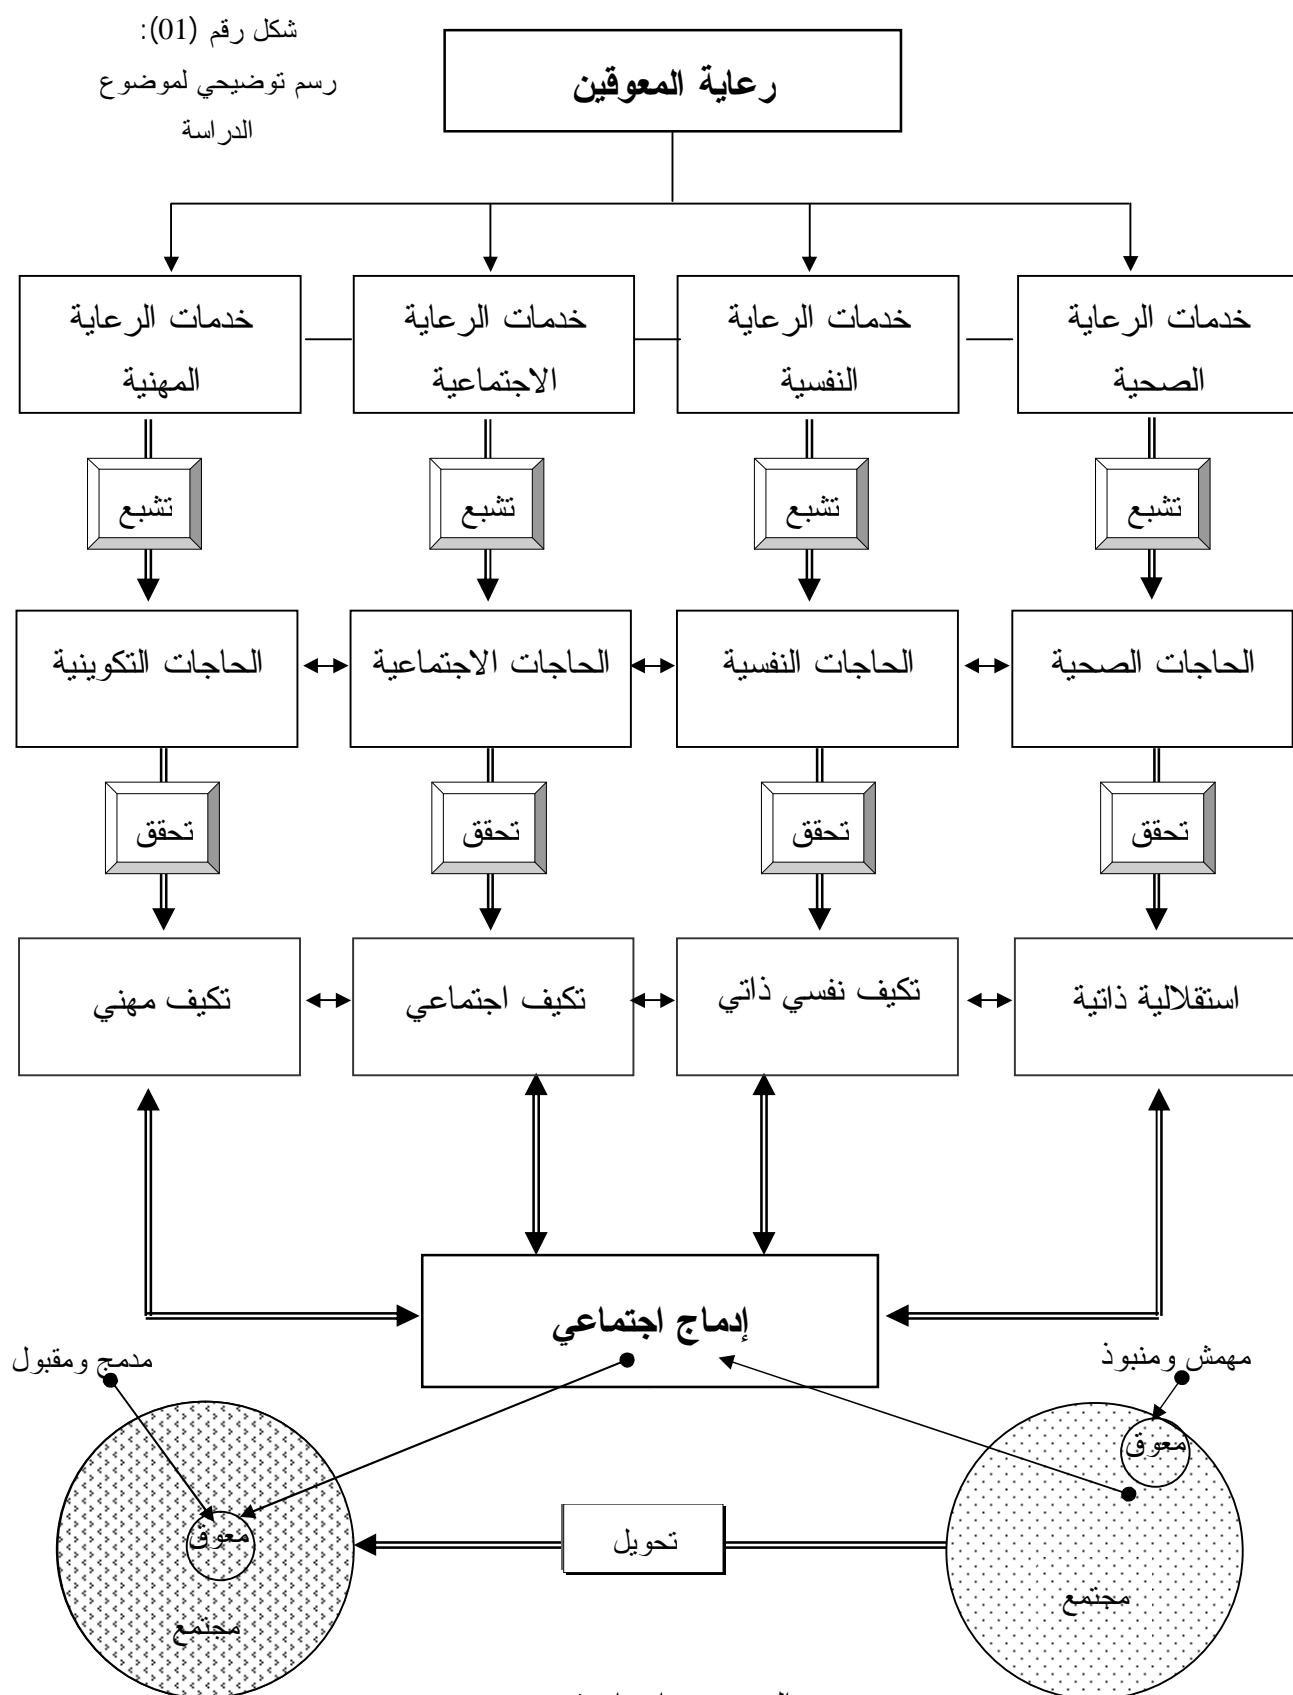 شكل رقم (01):
رسم توضيحي لموضوع
الدراسة
رعاية المعوقين
خدمات الرعاية
الصحية
خدمات الرعاية
النفسية
خدمات الرعاية
الاجتماعية
خدمات الرعاية
المهنية
تشبع
تشبع
تشبع
تشبع
الحاجات الصحية
الحاجات النفسية
الحاجات الاجتماعية
الحاجات التكوينية
تحقق
تحقق
تحقق
تحقق
استقلالية ذاتية
تكيف نفسي ذاتي
تكيف اجتماعي
تكيف مهني
إدماج اجتماعي
مهمش ومنبوذ
مدمج ومقبول
معوق
معوق
تحويل
مجتمع
مجتمع